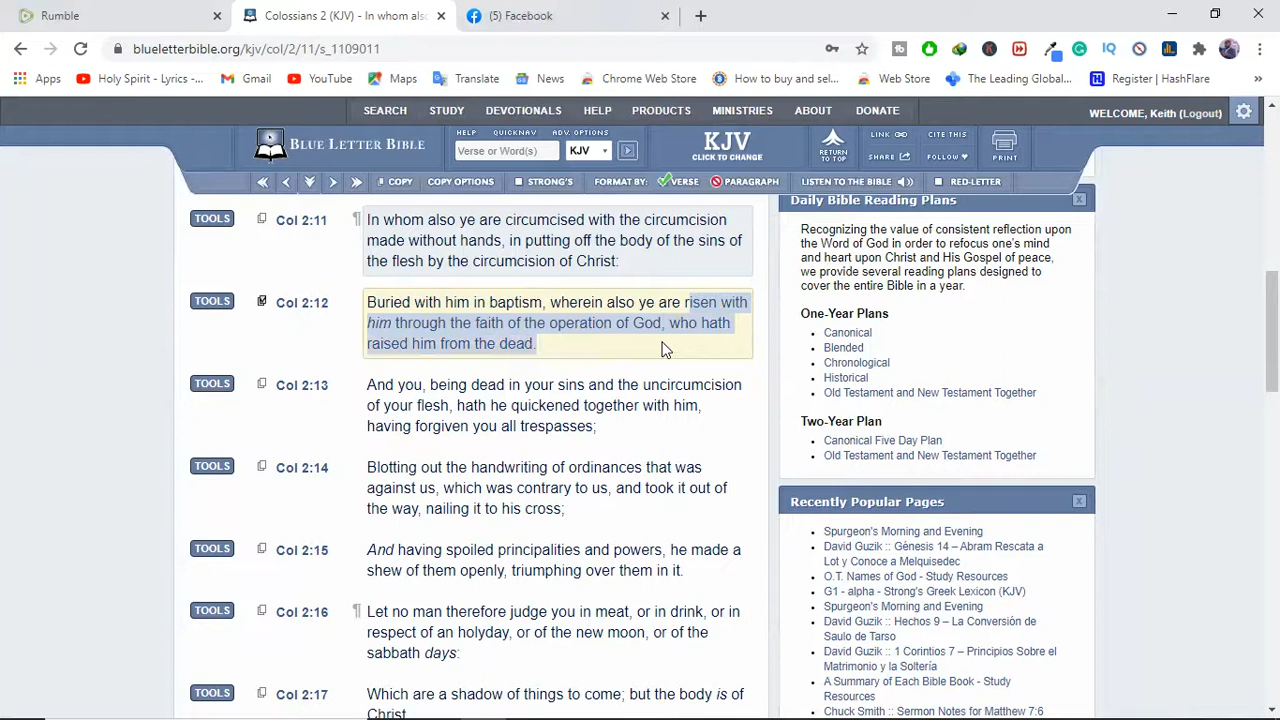 Rumble
Colossians 2 (KJV) - In whom also
(5) Facebook
blueletterbible.org/kjv/col/2/11/s_1109011
Apps
Holy Spirit - Lyrics -...
Gmail
YouTube
Maps
Translate
News
Chrome Web Store
How to buy and sel...
Web Store
The Leading Global...
Register | HashFlare
SEARCH
STUDY
DEVOTIONALS
HELP
PRODUCTS
MINISTRIES
ABOUT
DONATE
WELCOME, Keith (Logout)
BLUE LETTER BIBLE
HELP
QUICKNAV
ADV. OPTIONS
Verse or Word(s)
KJV
KJV
CLICK TO CHANGE
RETURN
TO TOP
LINK
SHARE
CITE THIS
FOLLOW
PRINT
COPY
COPY OPTIONS
STRONG'S
FORMAT BY:
VERSE
PARAGRAPH
LISTEN TO THE BIBLE
RED-LETTER
TOOLS
Col 2:11
¶ In whom also ye are circumcised with the circumcision
made without hands, in putting off the body of the sins of
the flesh by the circumcision of Christ:
TOOLS
Col 2:12
Buried with him in baptism, wherein also ye are risen with
him through the faith of the operation of God, who hath
raised him from the dead.
TOOLS
Col 2:13
And you, being dead in your sins and the uncircumcision
of your flesh, hath he quickened together with him,
having forgiven you all trespasses;
TOOLS
Col 2:14
Blotting out the handwriting of ordinances that was
against us, which was contrary to us, and took it out of
the way, nailing it to his cross;
TOOLS
Col 2:15
And having spoiled principalities and powers, he made a
shew of them openly, triumphing over them in it.
TOOLS
Col 2:16
¶ Let no man therefore judge you in meat, or in drink, or in
respect of an holyday, or of the new moon, or of the
sabbath days:
TOOLS
Col 2:17
Which are a shadow of things to come; but the body is of
Christ
Daily Bible Reading Plans
Recognizing the value of consistent reflection upon
the Word of God in order to refocus one's mind
and heart upon Christ and His Gospel of peace,
we provide several reading plans designed to
cover the entire Bible in a year.
One-Year Plans
Canonical
Blended
Chronological
Historical
Old Testament and New Testament Together
Two-Year Plan
Canonical Five Day Plan
Old Testament and New Testament Together
Recently Popular Pages
Spurgeon's Morning and Evening
David Guzik :: Génesis 14 – Abram Rescata a
Lot y Conoce a Melquisedec
O.T. Names of God - Study Resources
G1 - alpha - Strong's Greek Lexicon (KJV)
Spurgeon's Morning and Evening
David Guzik :: Hechos 9 – La Conversión de
Saulo de Tarso
David Guzik :: 1 Corintios 7 – Principios Sobre el
Matrimonio y la Soltería
A Summary of Each Bible Book - Study
Resources
Chuck Smith :: Sermon Notes for Matthew 7:6